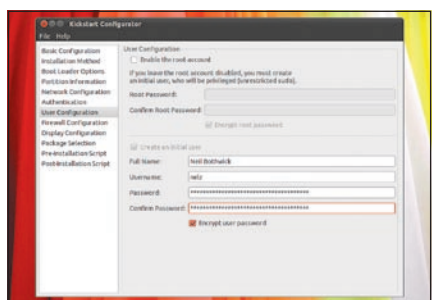 Kickstart Configurator
File Help
Basic Configuration
Installation Method
Boot Loader Options
Partition Information
Network Configuration
Authentication
User Configuration
Firewall Configuration
Display Configuration
Package Selection
Pre-Installation Script
Post-Installation Script
User Configuration
Enable the root account
If you leave the root account disabled, you must create
an initial user, who will be privileged (unrestricted sudo).
Root Password:
Confirm Root Password:
Encrypt root password
Create an initial user
Full Name: Neil Bothwick
Username: nelz
Password:
Confirm Password:
Encrypt user password